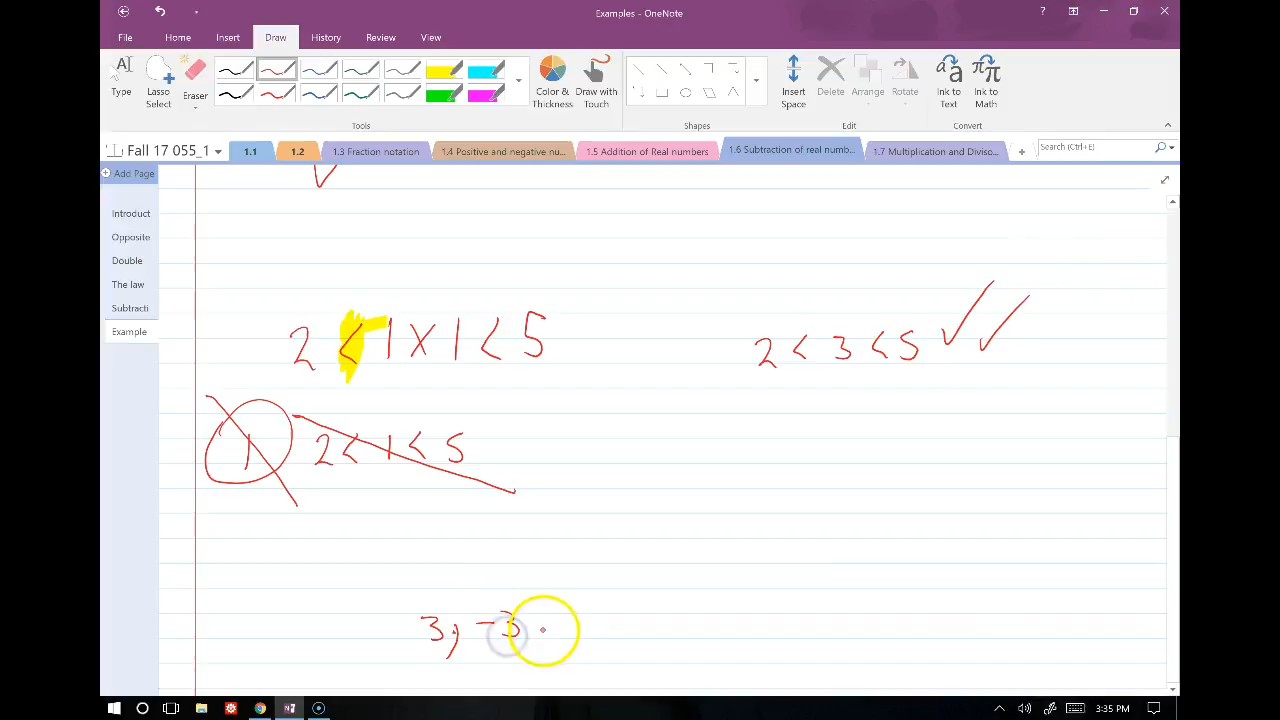 Examples - OneNote
?
File Home Insert Draw History Review View
Type
Lasso Select
Eraser
Color & Thickness
Draw with Touch
Insert Space
Delete
Arrange
Rotate
Ink to Text
Ink to Math
Tools Shapes Edit Convert
Fall 17 055_1 1.1 1.2 1.3 Fraction notation 1.4 Positive and negative nu... 1.5 Addition of Real numbers 1.6 Subtraction of real numb... 1.7 Multiplication and Diviso... Search (Ctrl+E)
Add Page
Introduct
Opposite
Double
The law
Subtracti
Example
2 < |x| < 5
2 < 3 < 5 ✓✓
1 2 < 1 < 5
3, -3
3:35 PM